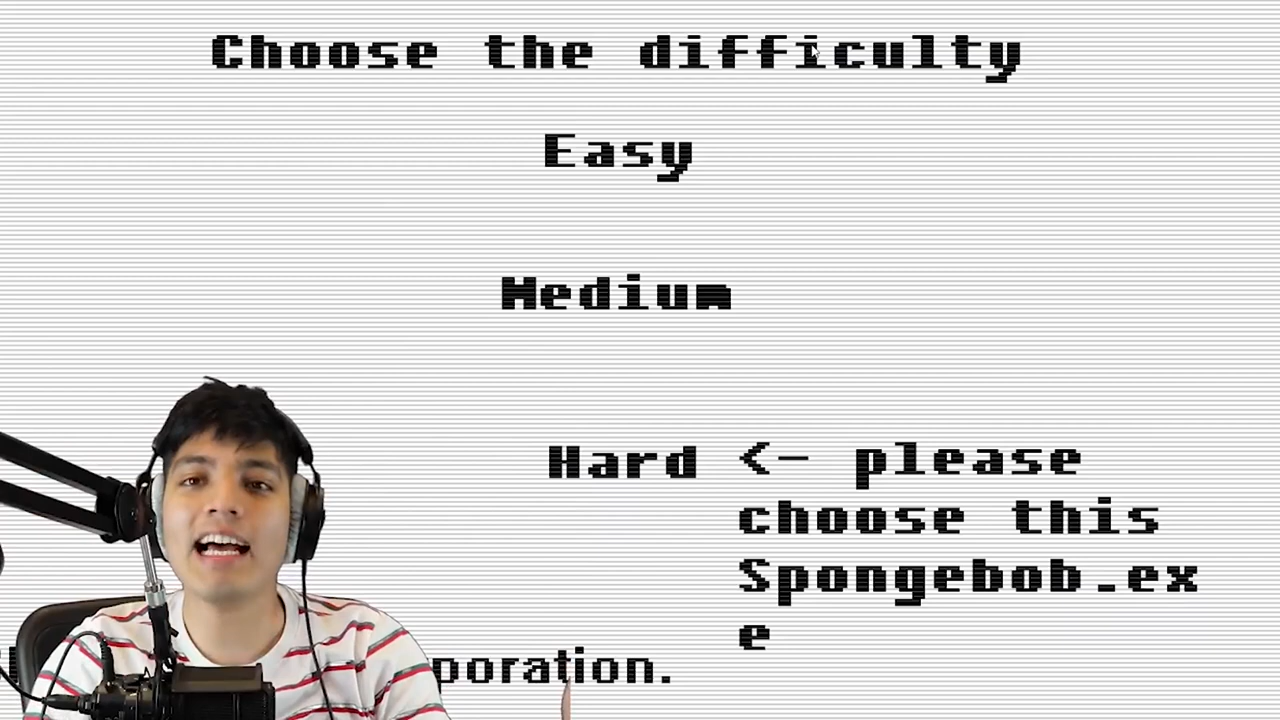 Choose the difficulty
Easy
Medium
Hard <- please
choose this
Spongebob.ex
e
poration.